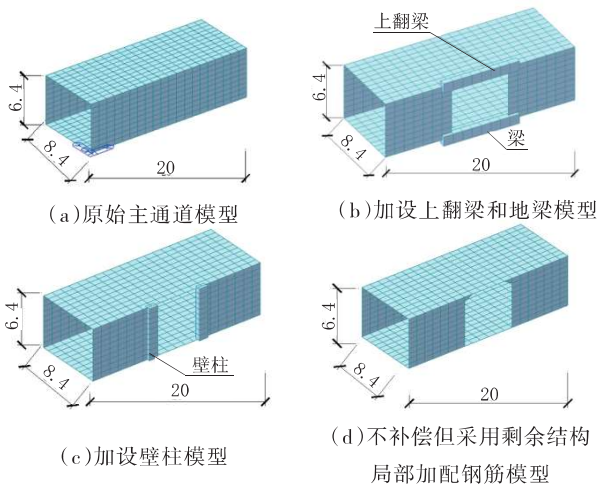 6.4
8.4
20
(a)原始主通道模型
上翻梁
6.4
8.4
梁
20
(b)加设上翻梁和地梁模型
6.4
8.4
壁柱
20
(c)加设壁柱模型
6.4
8.4
20
(d)不补偿但采用剩余结构
局部加配钢筋模型